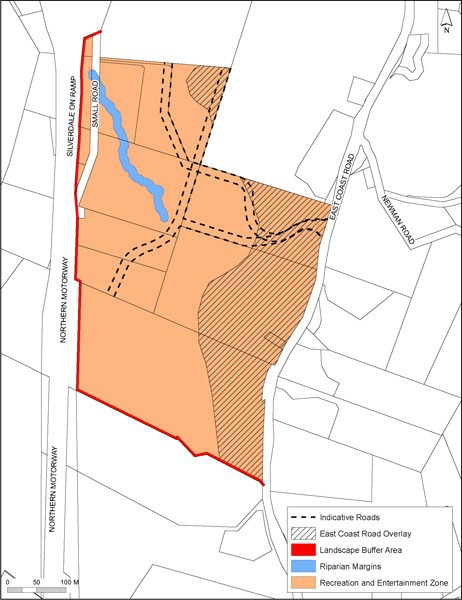 N
SILVERDALE ON RAMP
SMALL ROAD
EAST COAST ROAD
NEWMAN ROAD
NORTHERN MOTORWAY
NORTHERN MOTORWAY
Indicative Roads
East Coast Road Overlay
Landscape Buffer Area
Riparian Margins
Recreation and Entertainment Zone
0 50 100 M